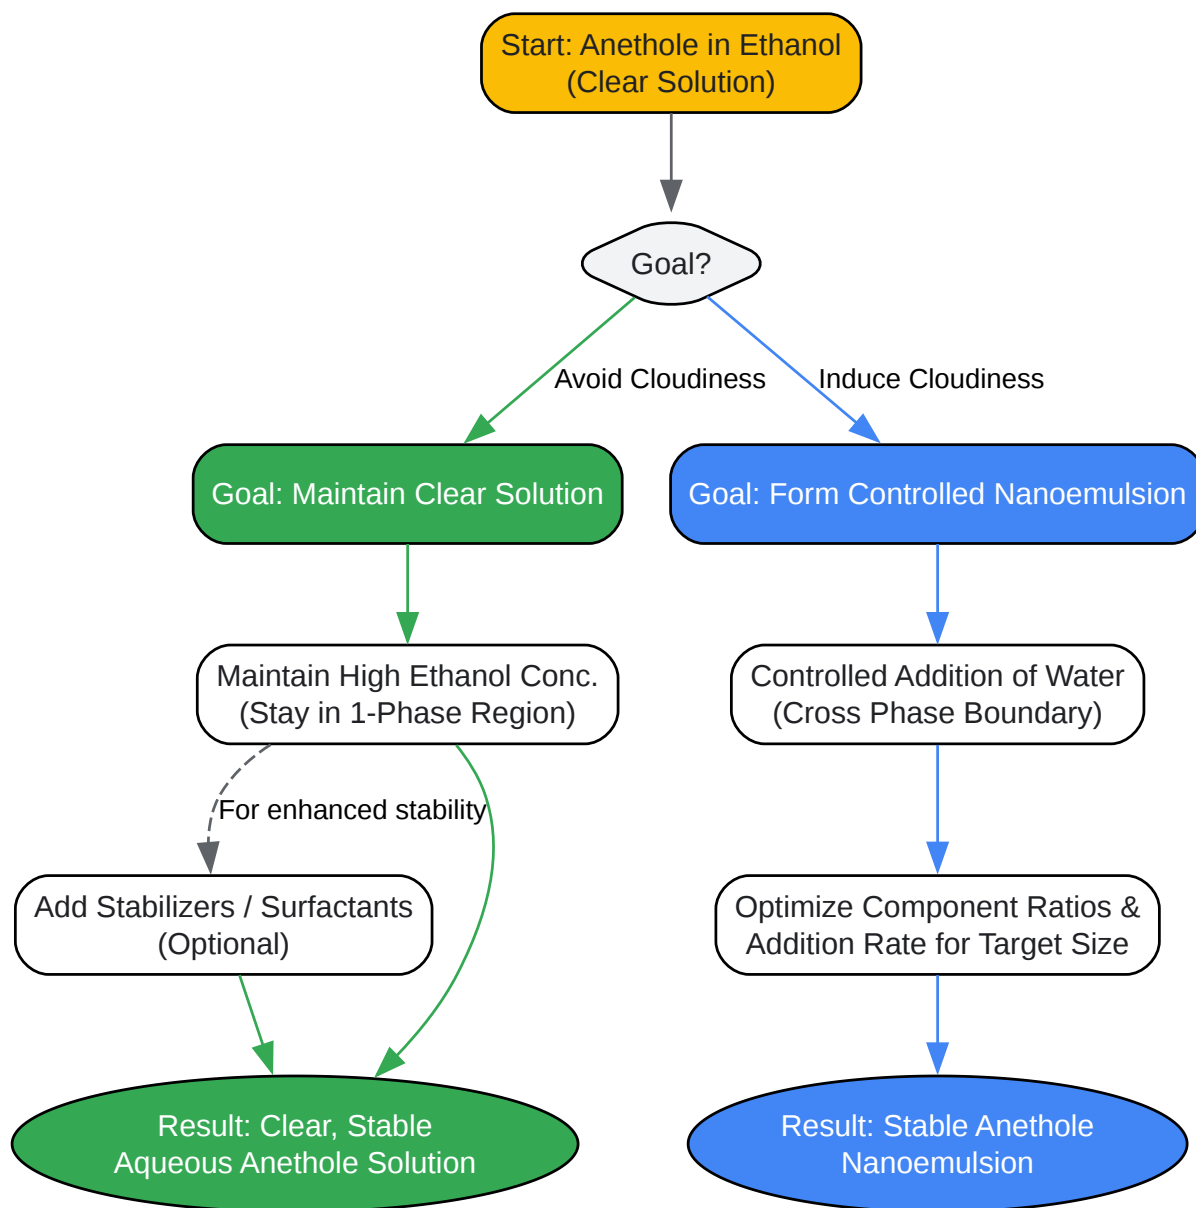 Start: Anethole in Ethanol
(Clear Solution)
Goal?
Avoid Cloudiness
Induce Cloudiness
Goal: Maintain Clear Solution
Goal: Form Controlled Nanoemulsion
Maintain High Ethanol Conc.
(Stay in 1-Phase Region)
Controlled Addition of Water
(Cross Phase Boundary)
For enhanced stability
Add Stabilizers / Surfactants
(Optional)
Optimize Component Ratios &
Addition Rate for Target Size
Result: Clear, Stable
Aqueous Anethole Solution
Result: Stable Anethole
Nanoemulsion